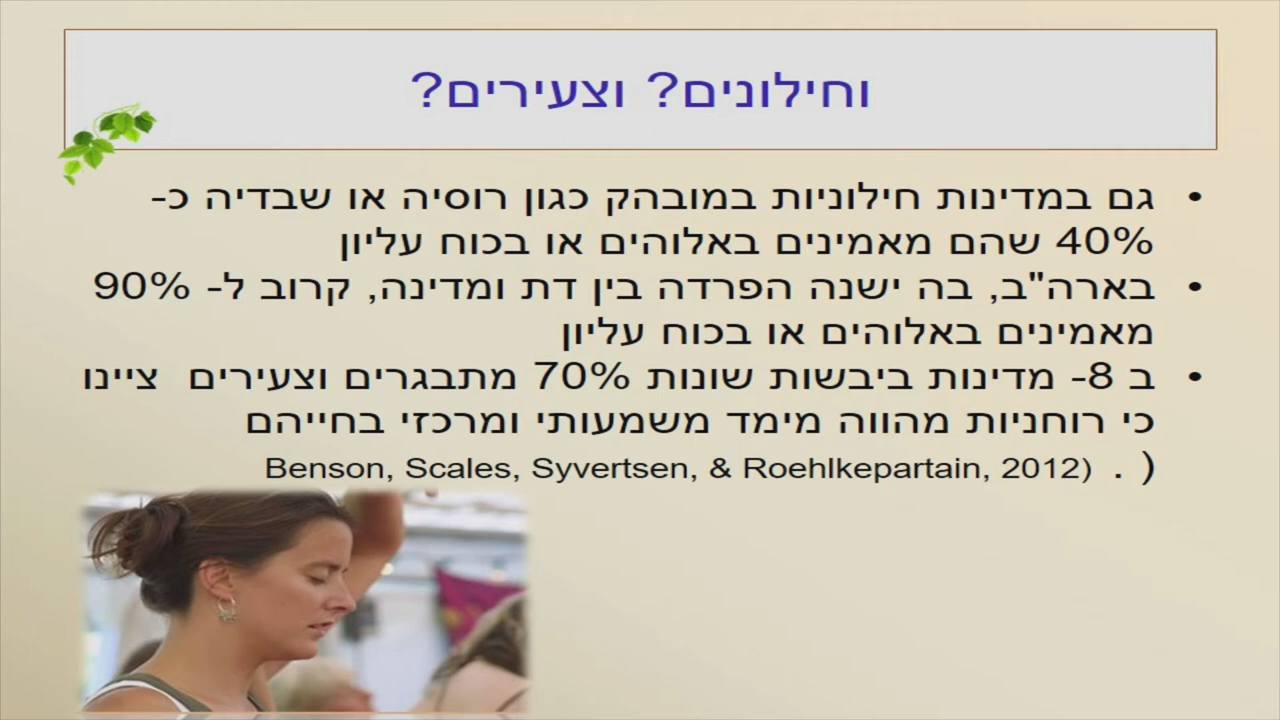 וחילונים? וצעירים?
• גם במדינות חילוניות במובהק כגון רוסיה או שבדיה כ-
40% שהם מאמינים באלוהים או בכוח עליון
• בארה"ב, בה ישנה הפרדה בין דת ומדינה, קרוב ל- 90%
מאמינים באלוהים או בכוח עליון
• ב 8- מדינות ביבשות שונות 70% מתבגרים וצעירים ציינו
כי רוחניות מהווה מימד משמעותי ומרכזי בחייהם
( . Benson, Scales, Syvertsen, & Roehlkepartain, 2012)